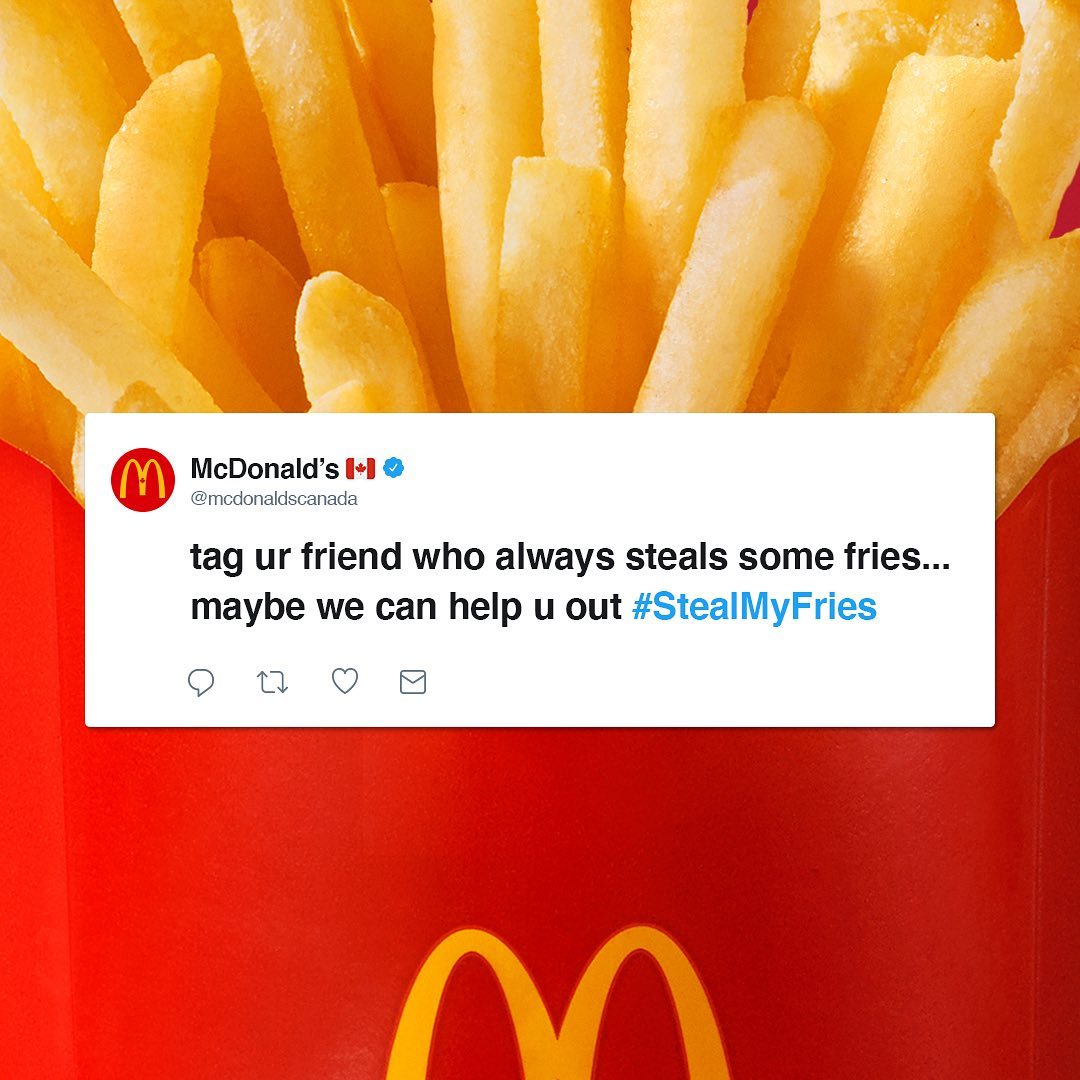 McDonald's 🇨🇦
@mcdonaldscanada
tag ur friend who always steals some fries...
maybe we can help u out #StealMyFries